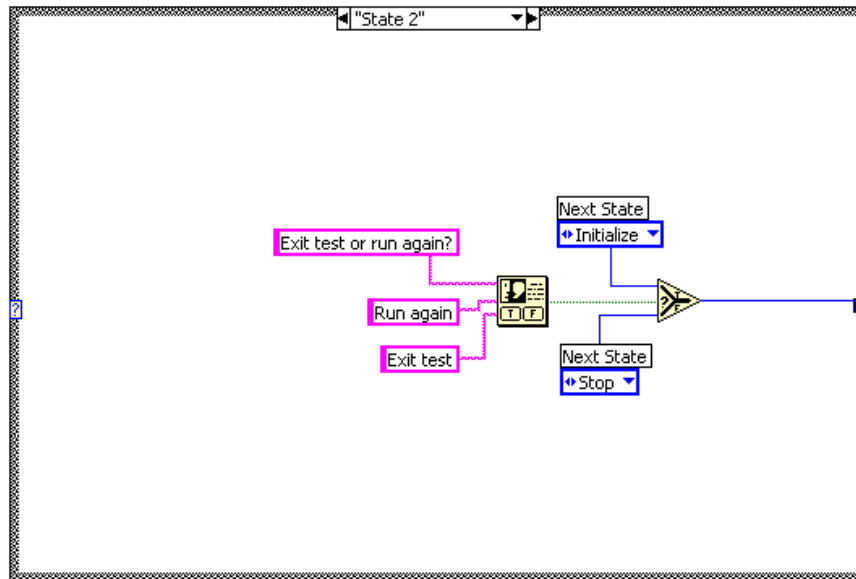 "State 2"
Next State
Exit test or run again?
Initialize
?
Run again
T F
?
Exit test
Next State
Stop